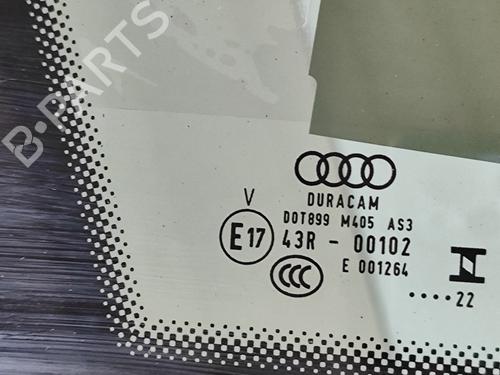 B-PARTS
DURACAM
V DOT899 M405 AS3
E17 43R - 00102
CCC E 001264
....22